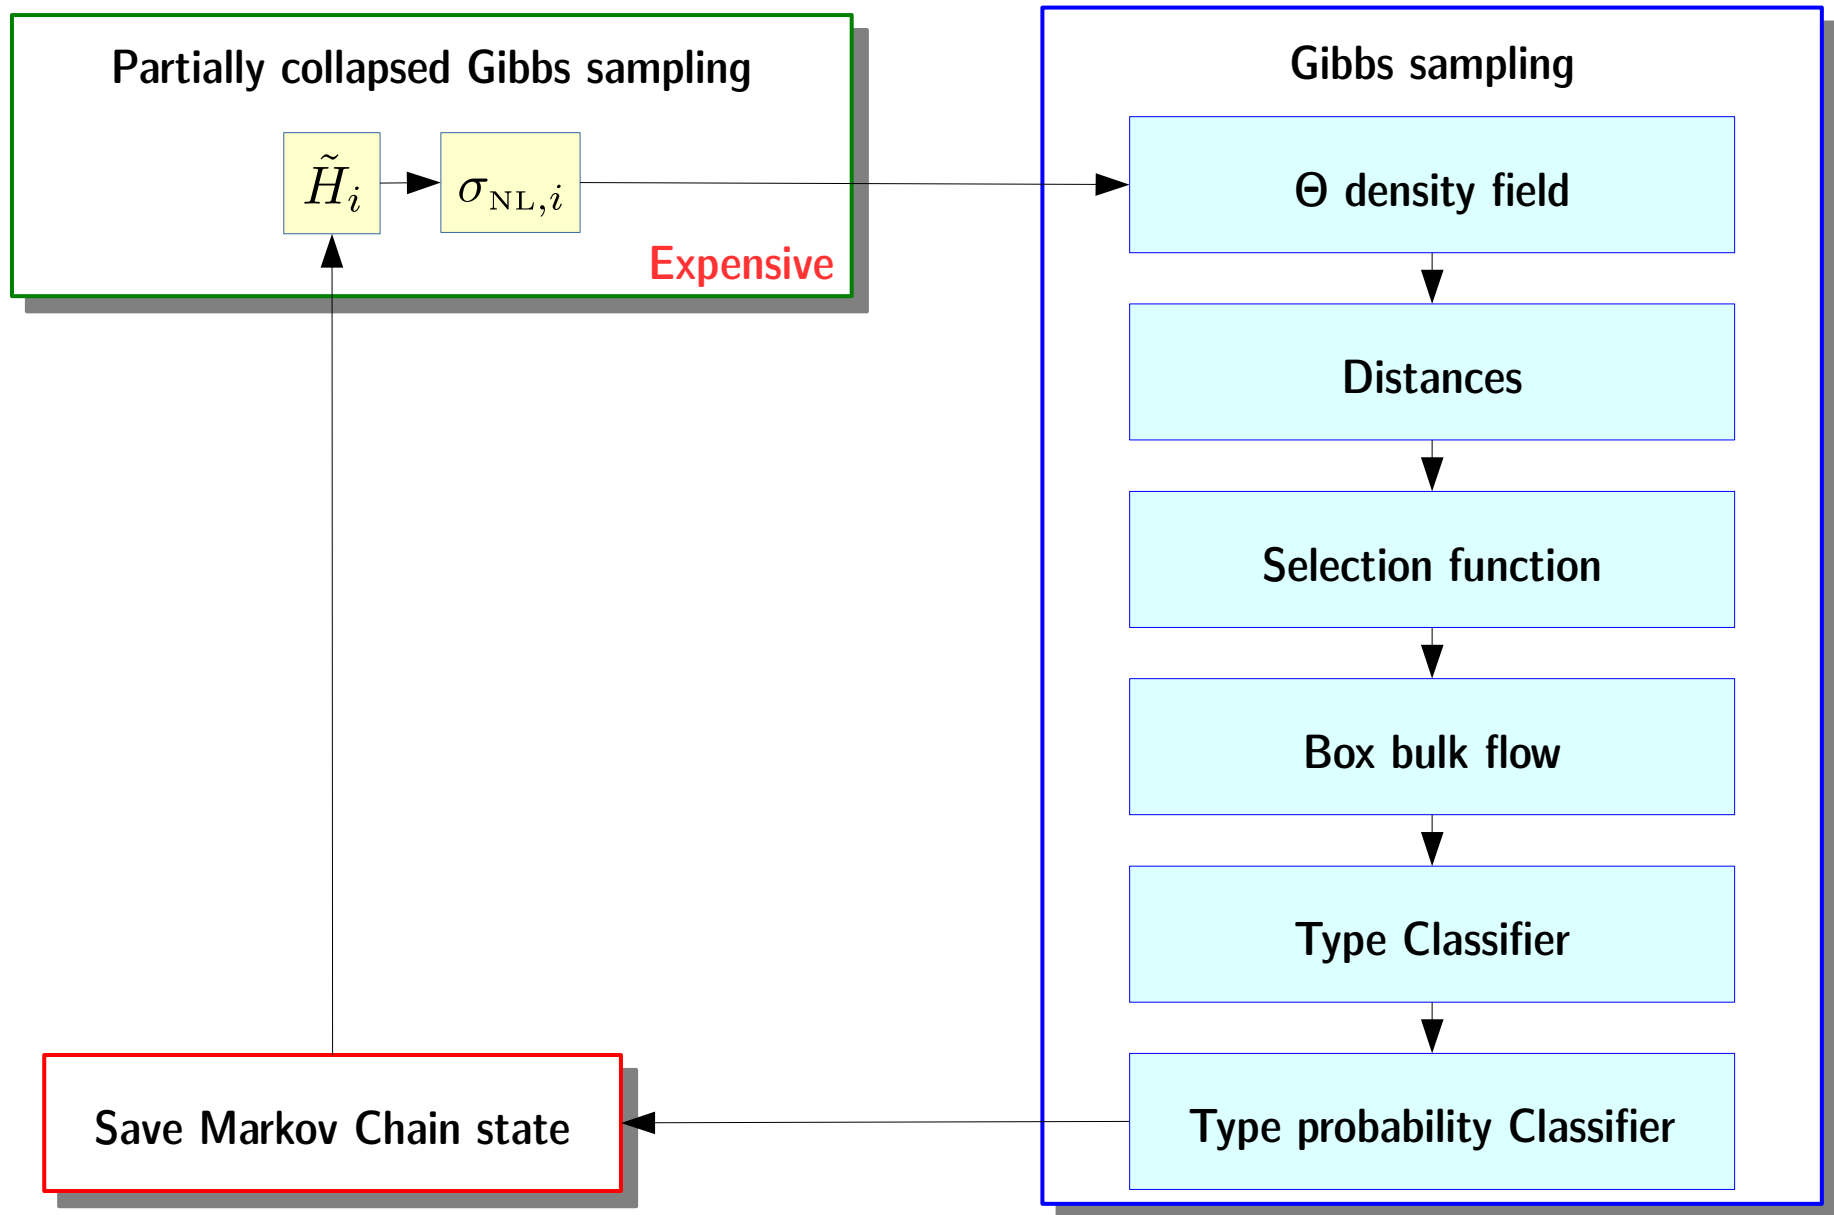 Partially collapsed Gibbs sampling
H̃ᵢ
σ_NL,i
Expensive
Gibbs sampling
Θ density field
Distances
Selection function
Box bulk flow
Type Classifier
Type probability Classifier
Save Markov Chain state